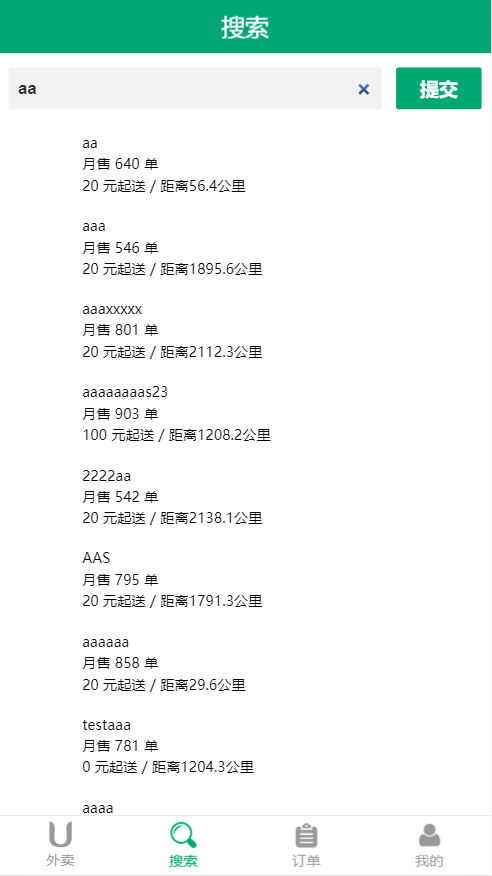 搜索
aa
提交
aa
月售 640 单
20 元起送 / 距离56.4公里
aaa
月售 546 单
20 元起送 / 距离1895.6公里
aaaxxxxx
月售 801 单
20 元起送 / 距离2112.3公里
aaaaaaaas23
月售 903 单
100 元起送 / 距离1208.2公里
2222aa
月售 542 单
20 元起送 / 距离2138.1公里
AAS
月售 795 单
20 元起送 / 距离1791.3公里
aaaaaa
月售 858 单
20 元起送 / 距离29.6公里
testaaa
月售 781 单
0 元起送 / 距离1204.3公里
aaaa
外卖 搜索 订单 我的